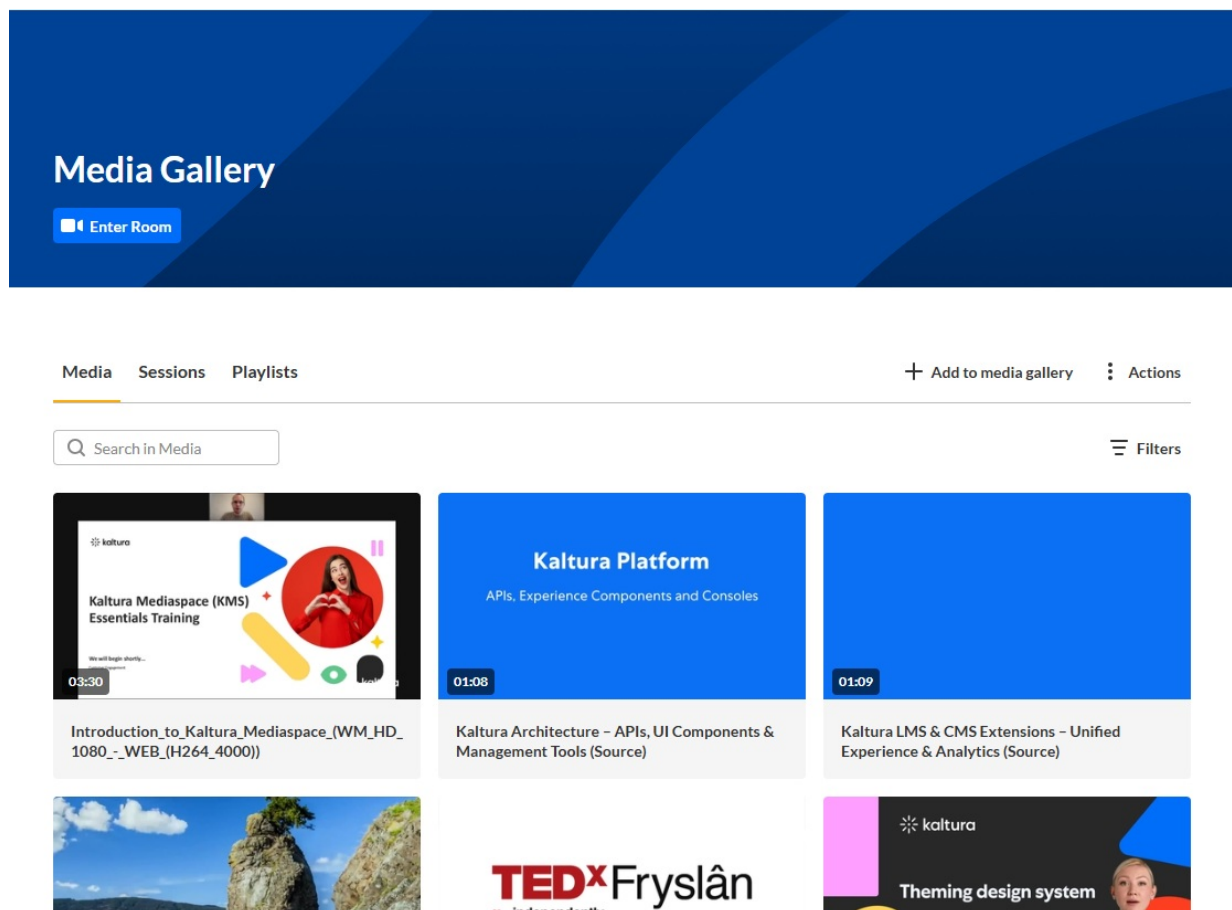 Media Gallery
Enter Room
Media Sessions Playlists
+ Add to media gallery
Actions
Search in Media
Filters
kaltura
Kaltura Mediaspace (KMS)
Essentials Training
We will begin shortly...
03:30
Kaltura Platform
APIs, Experience Components and Consoles
01:08
01:09
Introduction_to_Kaltura_Mediaspace_(WM_HD_
1080_-_WEB_(H264_4000))
Kaltura Architecture – APIs, UI Components &
Management Tools (Source)
Kaltura LMS & CMS Extensions – Unified
Experience & Analytics (Source)
TEDxFryslân
kaltura
Theming design system